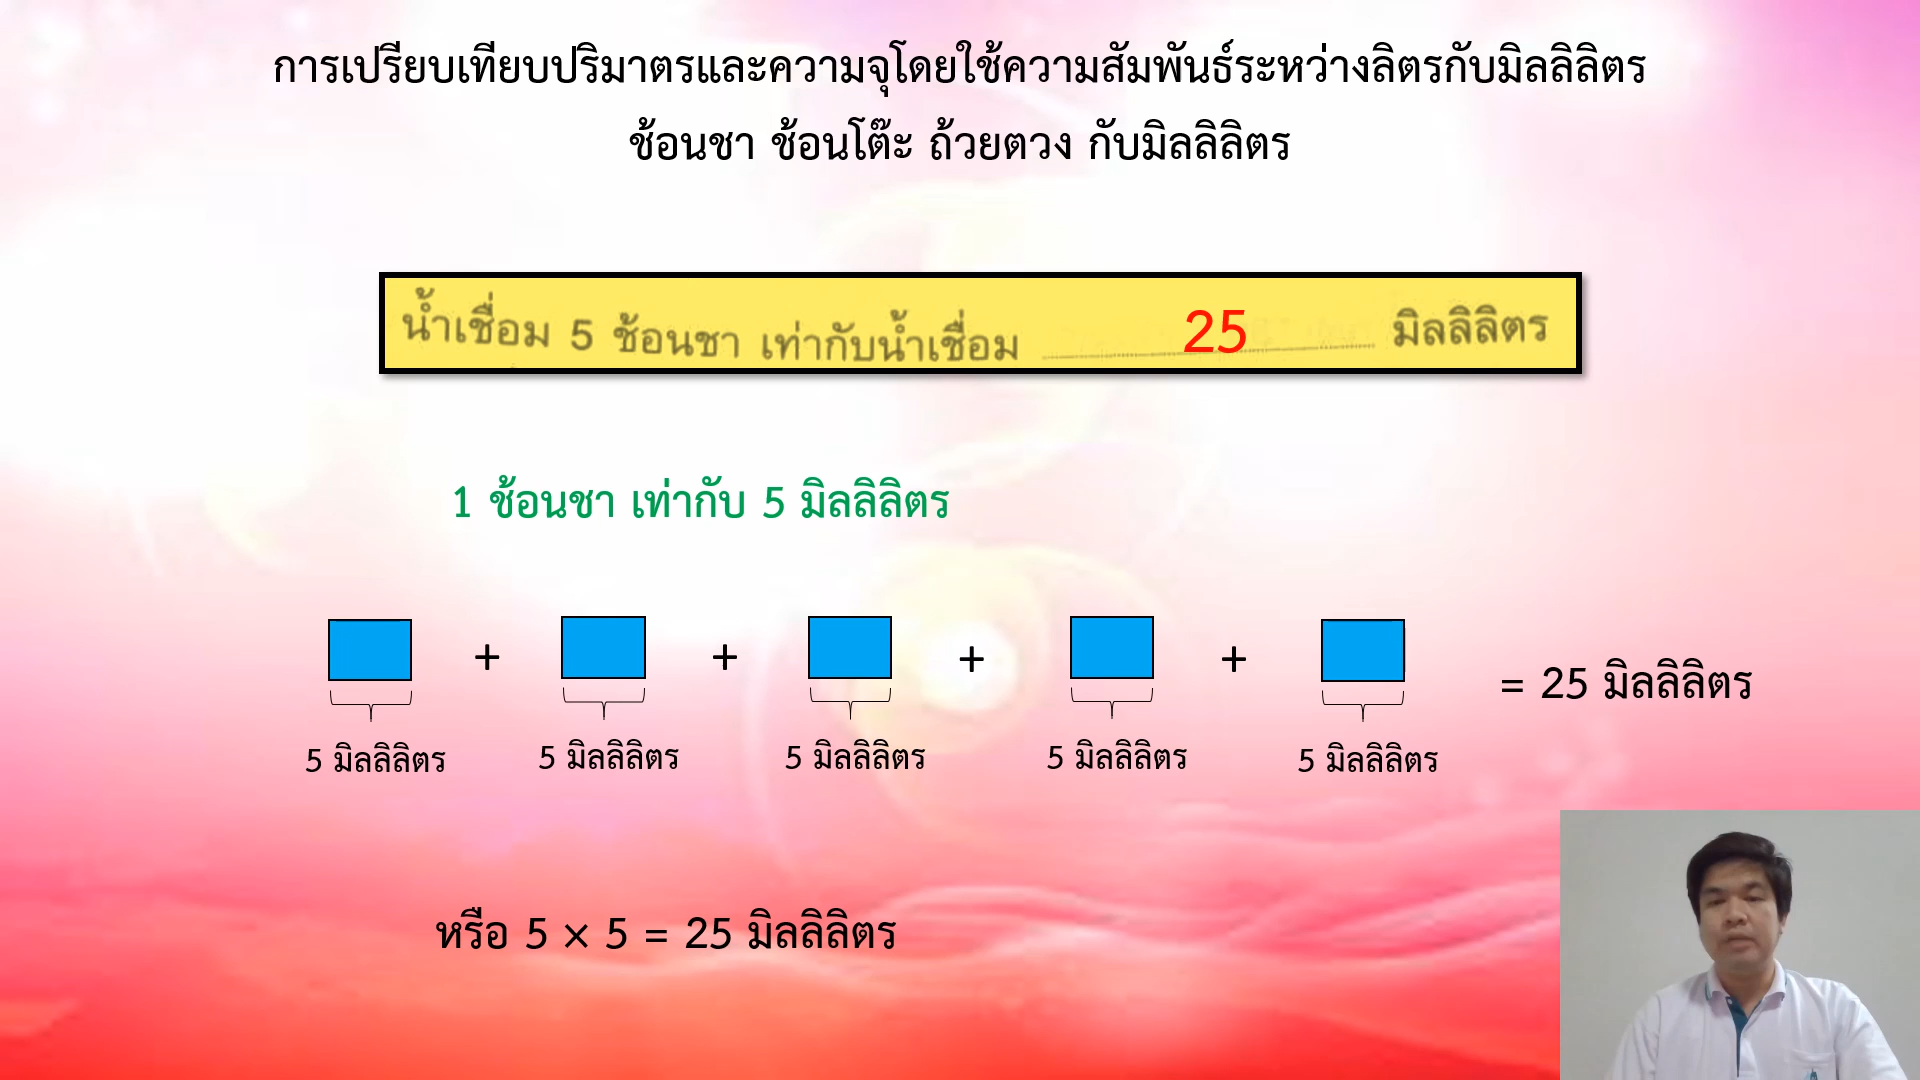 การเปรียบเทียบปริมาตรและความจุโดยใช้ความสัมพันธ์ระหว่างลิตรกับมิลลิลิตร
ช้อนชา ช้อนโต๊ะ ถ้วยตวง กับมิลลิลิตร
น้ำเชื่อม 5 ช้อนชา เท่ากับน้ำเชื่อม 25 มิลลิลิตร
1 ช้อนชา เท่ากับ 5 มิลลิลิตร
+ + + + = 25 มิลลิลิตร
5 มิลลิลิตร 5 มิลลิลิตร 5 มิลลิลิตร 5 มิลลิลิตร 5 มิลลิลิตร
หรือ 5 × 5 = 25 มิลลิลิตร